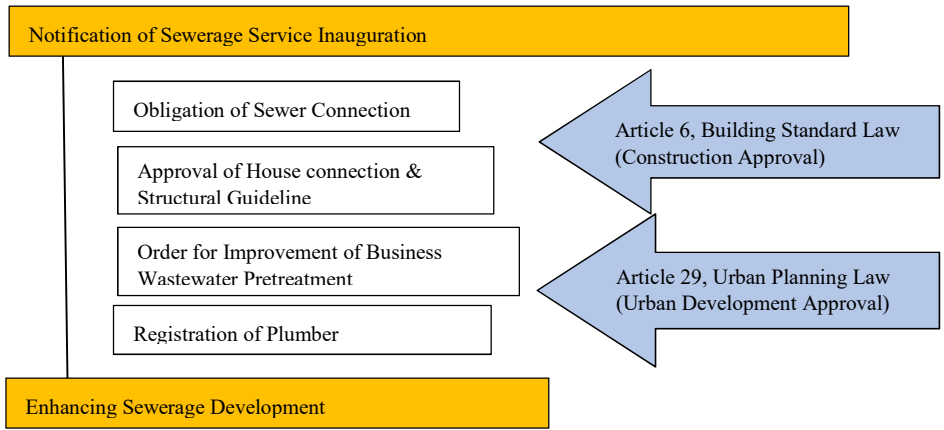 Notification of Sewerage Service Inauguration
Obligation of Sewer Connection
Approval of House connection &
Structural Guideline
Order for Improvement of Business
Wastewater Pretreatment
Registration of Plumber
Article 6, Building Standard Law
(Construction Approval)
Article 29, Urban Planning Law
(Urban Development Approval)
Enhancing Sewerage Development